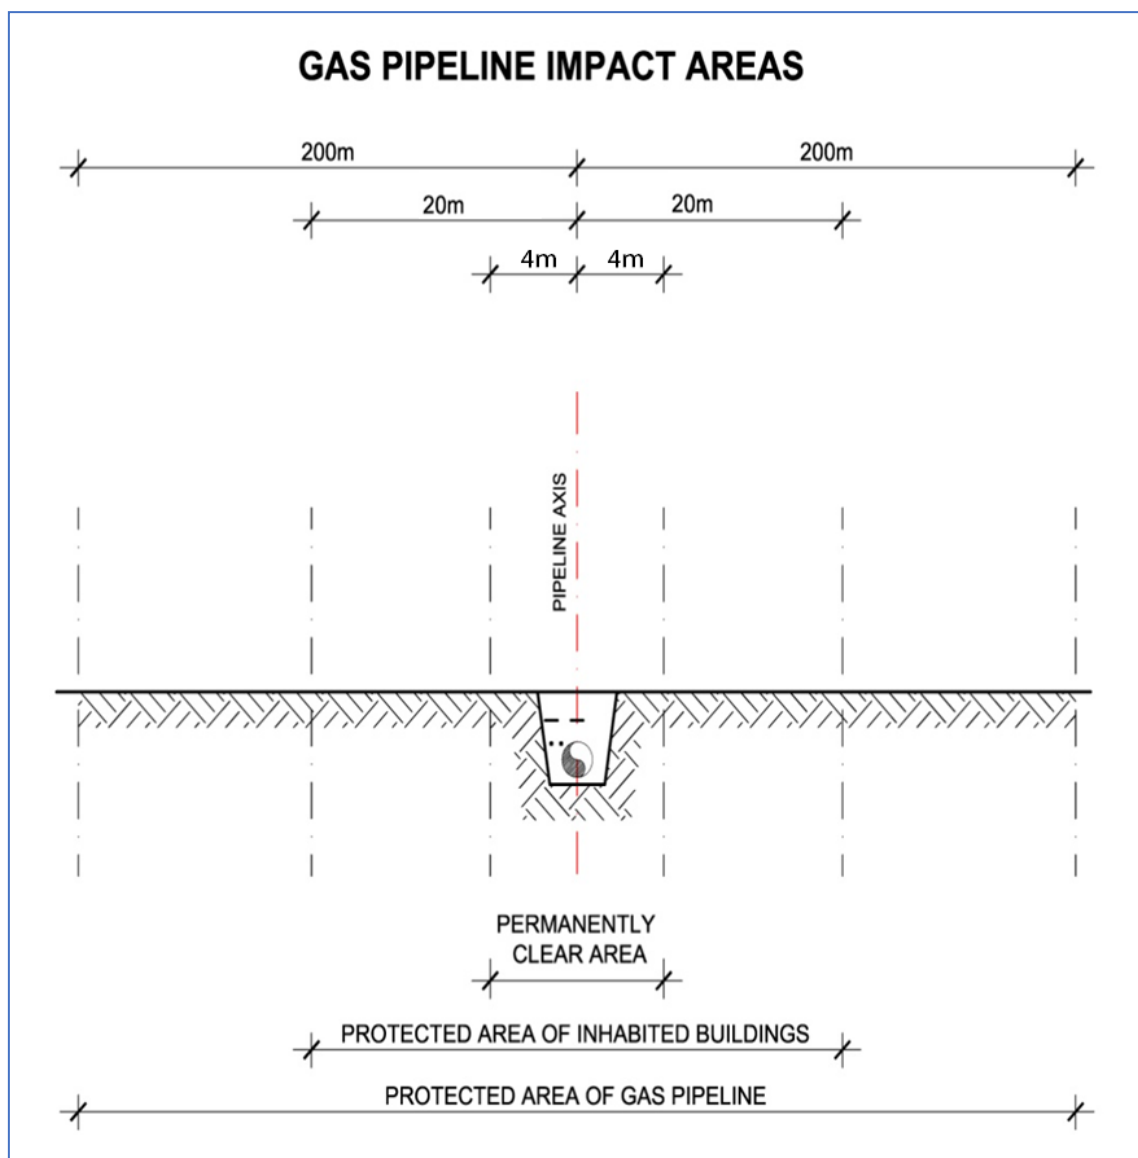 GAS PIPELINE IMPACT AREAS
200m 200m
20m 20m
4m 4m
PIPELINE AXIS
PERMANENTLY
CLEAR AREA
PROTECTED AREA OF INHABITED BUILDINGS
PROTECTED AREA OF GAS PIPELINE